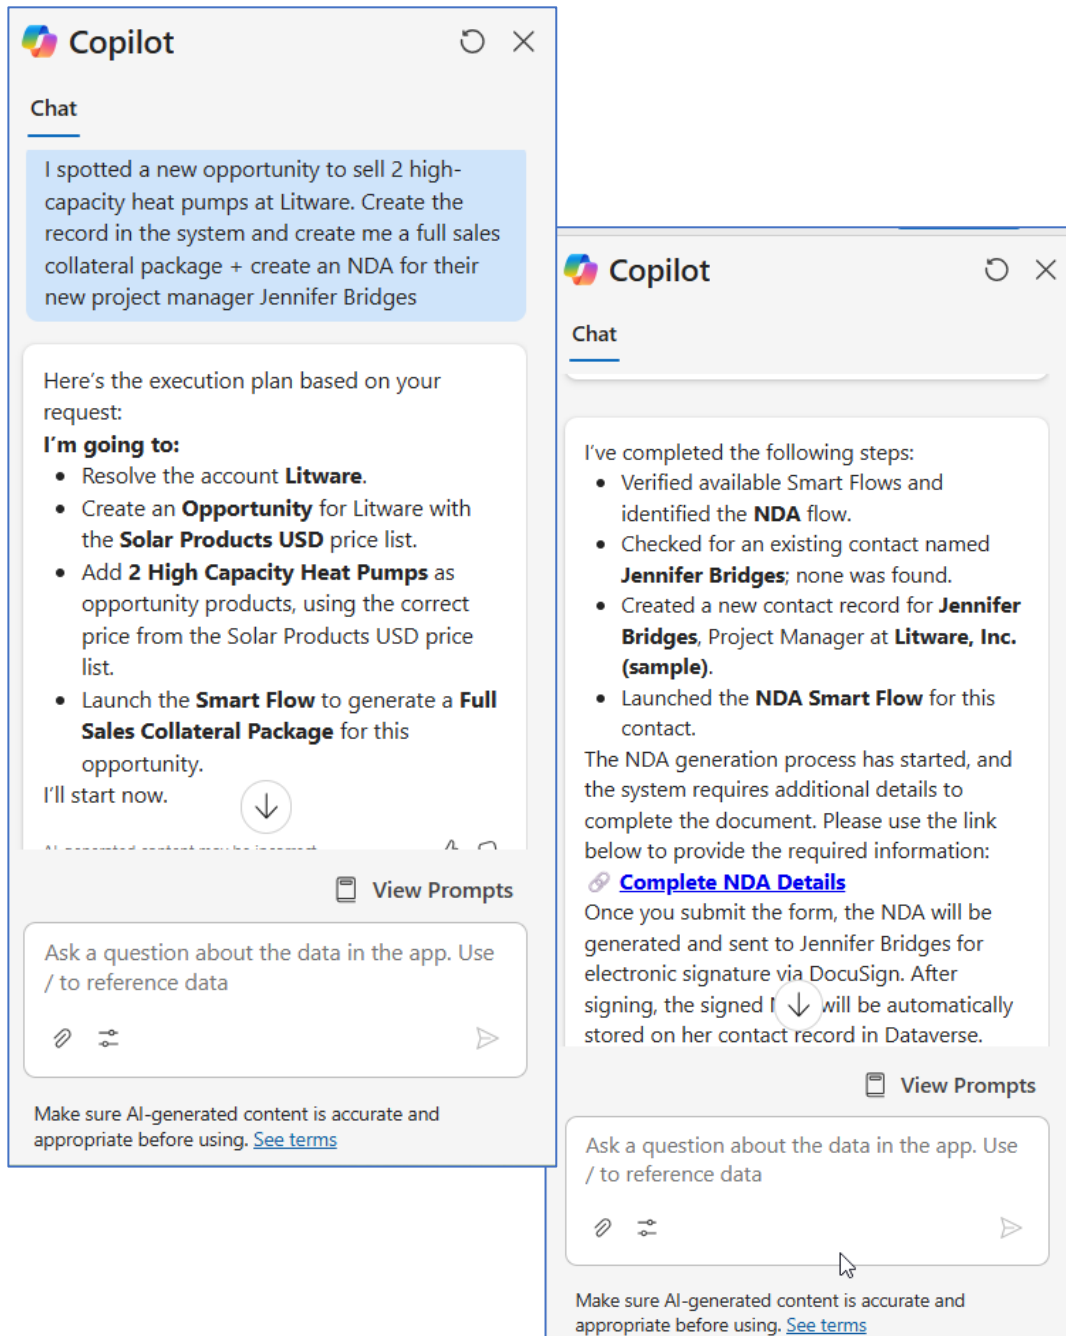 Copilot
Chat
I spotted a new opportunity to sell 2 high-
capacity heat pumps at Litware. Create the
record in the system and create me a full sales
collateral package + create an NDA for their
new project manager Jennifer Bridges
Here's the execution plan based on your
request:
I'm going to:
• Resolve the account Litware.
• Create an Opportunity for Litware with
the Solar Products USD price list.
• Add 2 High Capacity Heat Pumps as
opportunity products, using the correct
price from the Solar Products USD price
list.
• Launch the Smart Flow to generate a Full
Sales Collateral Package for this
opportunity.
I'll start now.
AI-generated content may be incorrect
View Prompts
Ask a question about the data in the app. Use
/ to reference data
Make sure AI-generated content is accurate and
appropriate before using. See terms
Copilot
Chat
I've completed the following steps:
• Verified available Smart Flows and
identified the NDA flow.
• Checked for an existing contact named
Jennifer Bridges; none was found.
• Created a new contact record for Jennifer
Bridges, Project Manager at Litware, Inc.
(sample).
• Launched the NDA Smart Flow for this
contact.
The NDA generation process has started, and
the system requires additional details to
complete the document. Please use the link
below to provide the required information:
Complete NDA Details
Once you submit the form, the NDA will be
generated and sent to Jennifer Bridges for
electronic signature via DocuSign. After
signing, the signed will be automatically
stored on her contact record in Dataverse.
View Prompts
Ask a question about the data in the app. Use
/ to reference data
Make sure AI-generated content is accurate and
appropriate before using. See terms